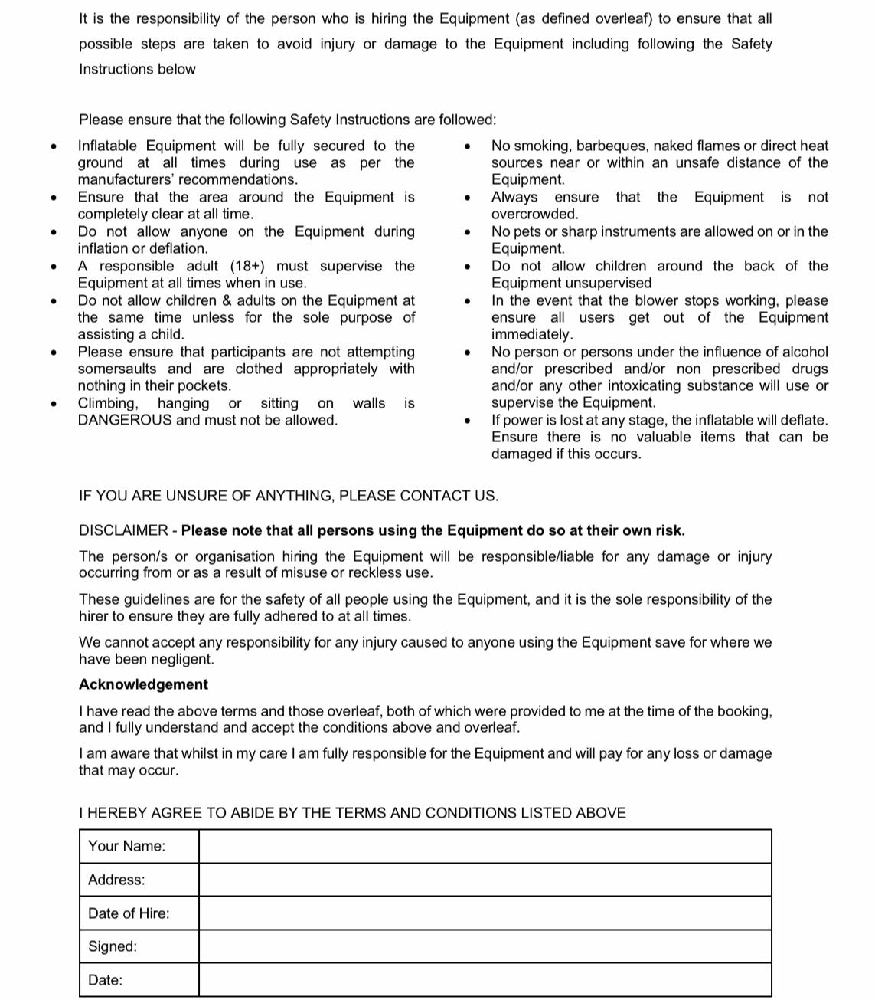 It is the responsibility of the person who is hiring the Equipment (as defined overleaf) to ensure that all
possible steps are taken to avoid injury or damage to the Equipment including following the Safety
Instructions below
Please ensure that the following Safety Instructions are followed:
• Inflatable Equipment will be fully secured to the
ground at all times during use as per the
manufacturers’ recommendations.
• Ensure that the area around the Equipment is
completely clear at all time.
• Do not allow anyone on the Equipment during
inflation or deflation.
• A responsible adult (18+) must supervise the
Equipment at all times when in use.
• Do not allow children & adults on the Equipment at
the same time unless for the sole purpose of
assisting a child.
• Please ensure that participants are not attempting
somersaults and are clothed appropriately with
nothing in their pockets.
• Climbing, hanging or sitting on walls is
DANGEROUS and must not be allowed.
• No smoking, barbeques, naked flames or direct heat
sources near or within an unsafe distance of the
Equipment.
• Always ensure that the Equipment is not
overcrowded.
• No pets or sharp instruments are allowed on or in the
Equipment.
• Do not allow children around the back of the
Equipment unsupervised
• In the event that the blower stops working, please
ensure all users get out of the Equipment
immediately.
• No person or persons under the influence of alcohol
and/or prescribed and/or non prescribed drugs
and/or any other intoxicating substance will use or
supervise the Equipment.
• If power is lost at any stage, the inflatable will deflate.
Ensure there is no valuable items that can be
damaged if this occurs.
IF YOU ARE UNSURE OF ANYTHING, PLEASE CONTACT US.
DISCLAIMER - Please note that all persons using the Equipment do so at their own risk.
The person/s or organisation hiring the Equipment will be responsible/liable for any damage or injury
occurring from or as a result of misuse or reckless use.
These guidelines are for the safety of all people using the Equipment, and it is the sole responsibility of the
hirer to ensure they are fully adhered to at all times.
We cannot accept any responsibility for any injury caused to anyone using the Equipment save for where we
have been negligent.
Acknowledgement
I have read the above terms and those overleaf, both of which were provided to me at the time of the booking,
and I fully understand and accept the conditions above and overleaf.
I am aware that whilst in my care I am fully responsible for the Equipment and will pay for any loss or damage
that may occur.
I HEREBY AGREE TO ABIDE BY THE TERMS AND CONDITIONS LISTED ABOVE
Your Name:
Address:
Date of Hire:
Signed:
Date: